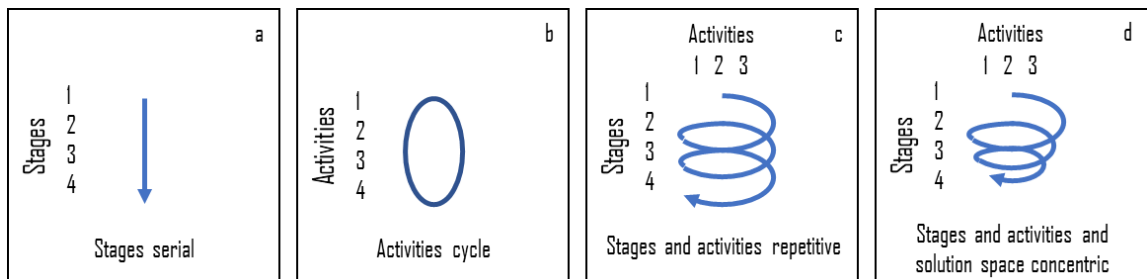 a
Stages
1
2
3
4
Stages serial
b
Activities
1
2
3
4
Activities cycle
Activities
c
1 2 3
Stages
1
2
3
4
Stages and activities repetitive
Activities
d
1 2 3
Stages
1
2
3
4
Stages and activities and
solution space concentric